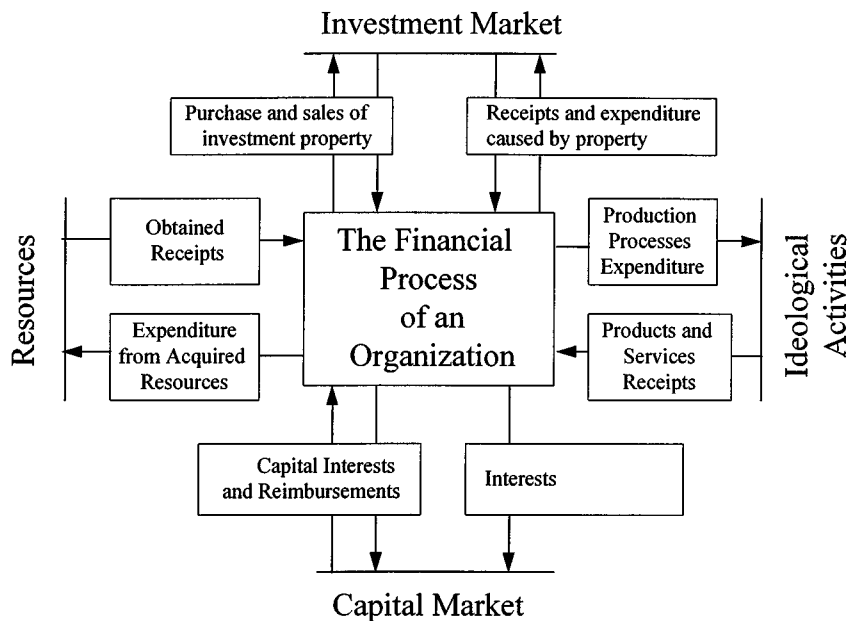 Investment Market
Purchase and sales of
investment property
Receipts and expenditure
caused by property
Resources
Obtained
Receipts
Expenditure
from Acquired
Resources
The Financial
Process
of an
Organization
Production
Processes
Expenditure
Products and
Services
Receipts
Ideological
Activities
Capital Interests
and Reimbursements
Interests
Capital Market